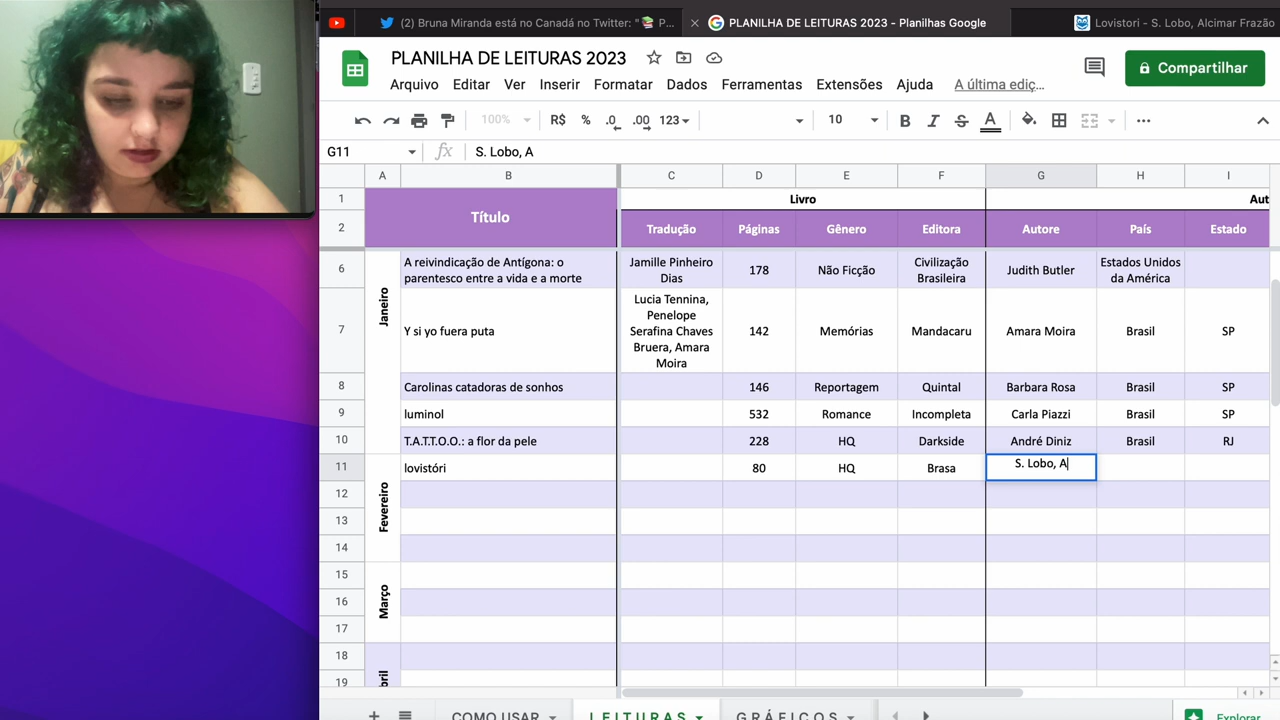 (2) Bruna Miranda está no Canadá no Twitter: "📚 P...
PLANILHA DE LEITURAS 2023 - Planilhas Google
Lovistori - S. Lobo, Alcimar Frazão
PLANILHA DE LEITURAS 2023
Arquivo Editar Ver Inserir Formatar Dados Ferramentas Extensões Ajuda A última ediç...
Compartilhar
100% R$ % .0 .00 123 10 B I S A
G11 fx S. Lobo, A
A B C D E F G H I
1 Livro Aut
2 Título Tradução Páginas Gênero Editora Autore País Estado
Janeiro
6 A reivindicação de Antígona: o
parentesco entre a vida e a morte
Jamille Pinheiro
Dias
178 Não Ficção
Civilização
Brasileira
Judith Butler
Estados Unidos
da América
7 Y si yo fuera puta
Lucia Tennina,
Penelope
Serafina Chaves
Bruera, Amara
Moira
142 Memórias Mandacaru Amara Moira Brasil SP
8 Carolinas catadoras de sonhos 146 Reportagem Quintal Barbara Rosa Brasil SP
9 luminol 532 Romance Incompleta Carla Piazzi Brasil SP
10 T.A.T.T.O.O.: a flor da pele 228 HQ Darkside André Diniz Brasil RJ
Fevereiro
11 lovistóri 80 HQ Brasa S. Lobo, A
12
13
14
Março
15
16
17
bril
18
19
COMO USAR LEITURAS GRÁFICOS Explorar